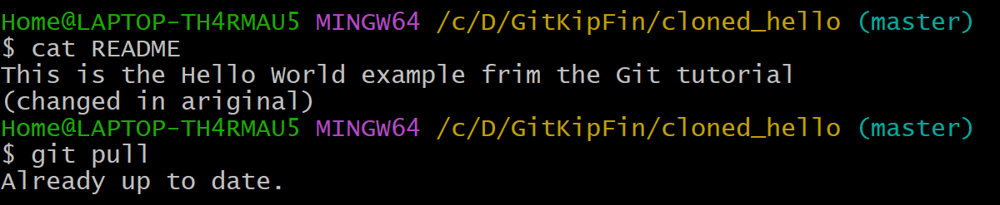 Home@LAPTOP-TH4RMAU5 MINGW64 /c/D/GitKipFin/cloned_hello (master)
$ cat README
This is the Hello World example frim the Git tutorial
(changed in ariginal)
Home@LAPTOP-TH4RMAU5 MINGW64 /c/D/GitKipFin/cloned_hello (master)
$ git pull
Already up to date.